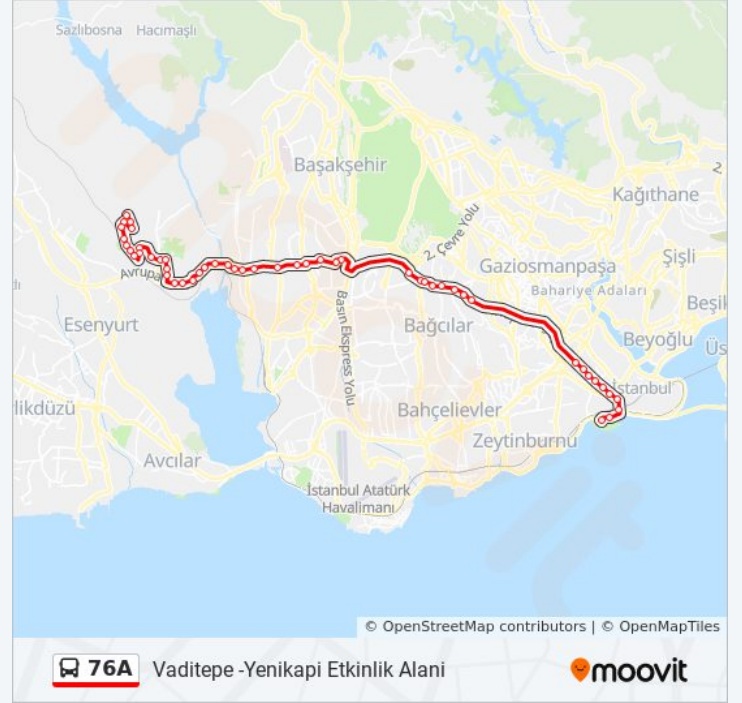 Sazlıbosna
Hacımaşlı
Başakşehir
Kağıthane
2
2. Çevre Yolu
Şişli
Gaziosmanpaşa
Bahariye Adaları
Beşik
Avrupa
Esenyurt
Basın Ekspress Yolu
Bağcılar
Beyoğlu
Üs
İstanbul
likdüzü
Bahçelievler
Zeytinburnu
Avcılar
İstanbul Atatürk
Havalimanı
© OpenStreetMap contributors | © OpenMapTiles
76A Vaditepe -Yenikapi Etkinlik Alani
moovit